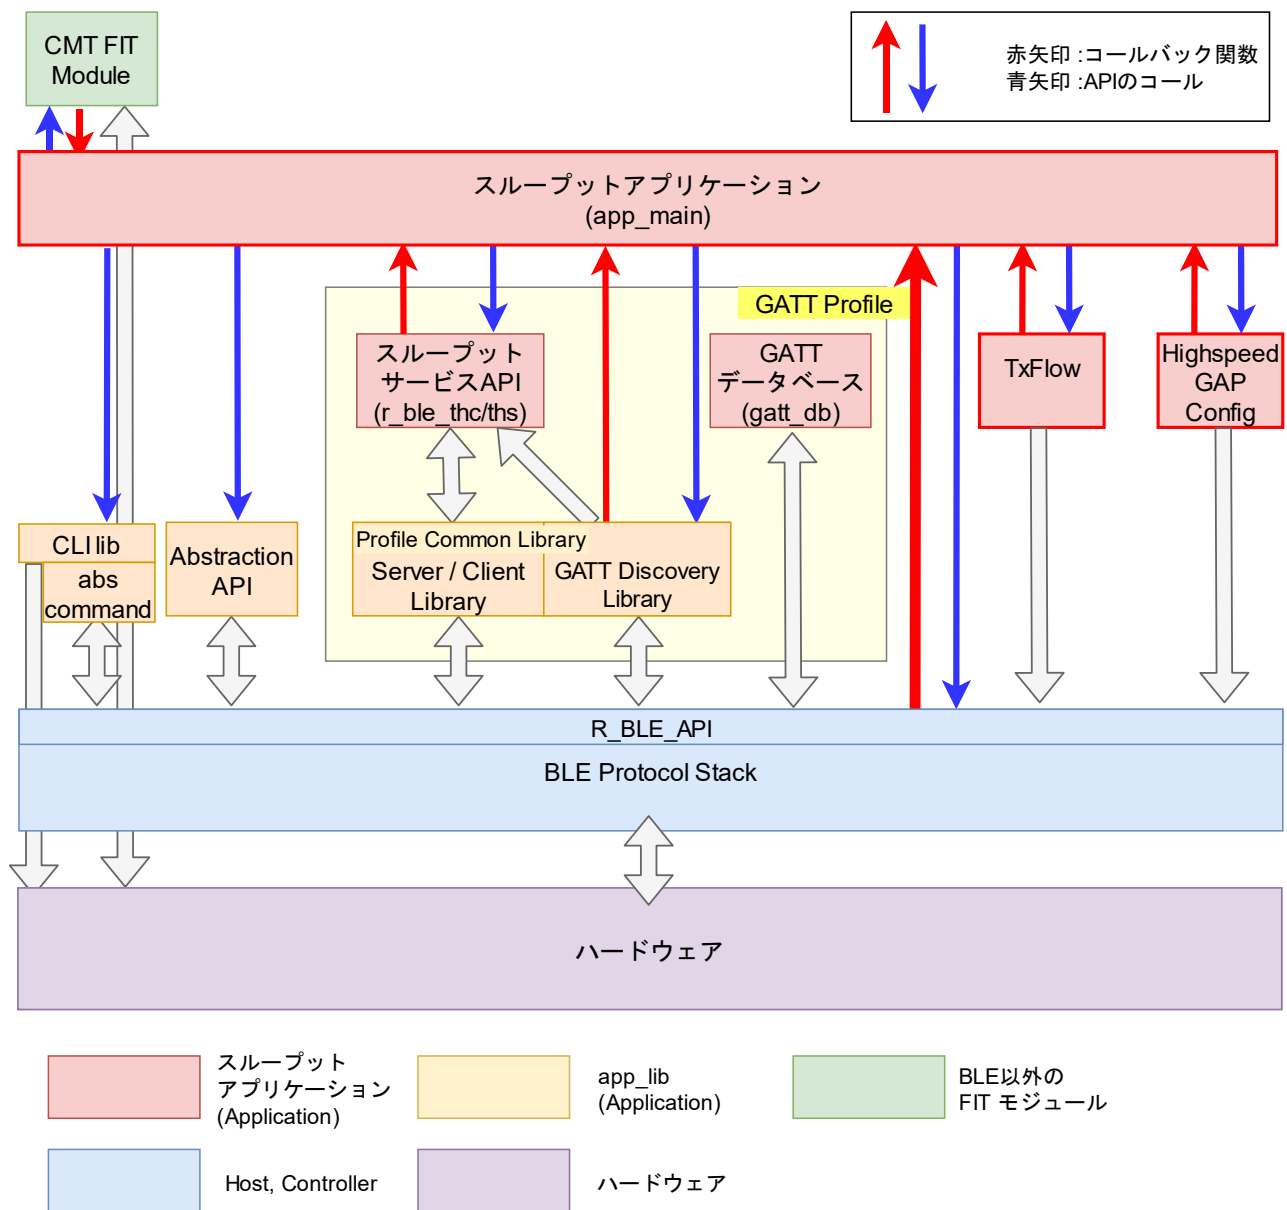 CMT FIT
Module
赤矢印 :コールバック関数
青矢印 :APIのコール
スループットアプリケーション
(app_main)
GATT Profile
スループット
サービスAPI
(r_ble_thc/ths)
GATT
データベース
(gatt_db)
TxFlow
Highspeed
GAP
Config
CLI lib
abs
command
Abstraction
API
Profile Common Library
Server / Client
Library
GATT Discovery
Library
R_BLE_API
BLE Protocol Stack
ハードウェア
スループット
アプリケーション
(Application)
app_lib
(Application)
BLE以外の
FIT モジュール
Host, Controller
ハードウェア